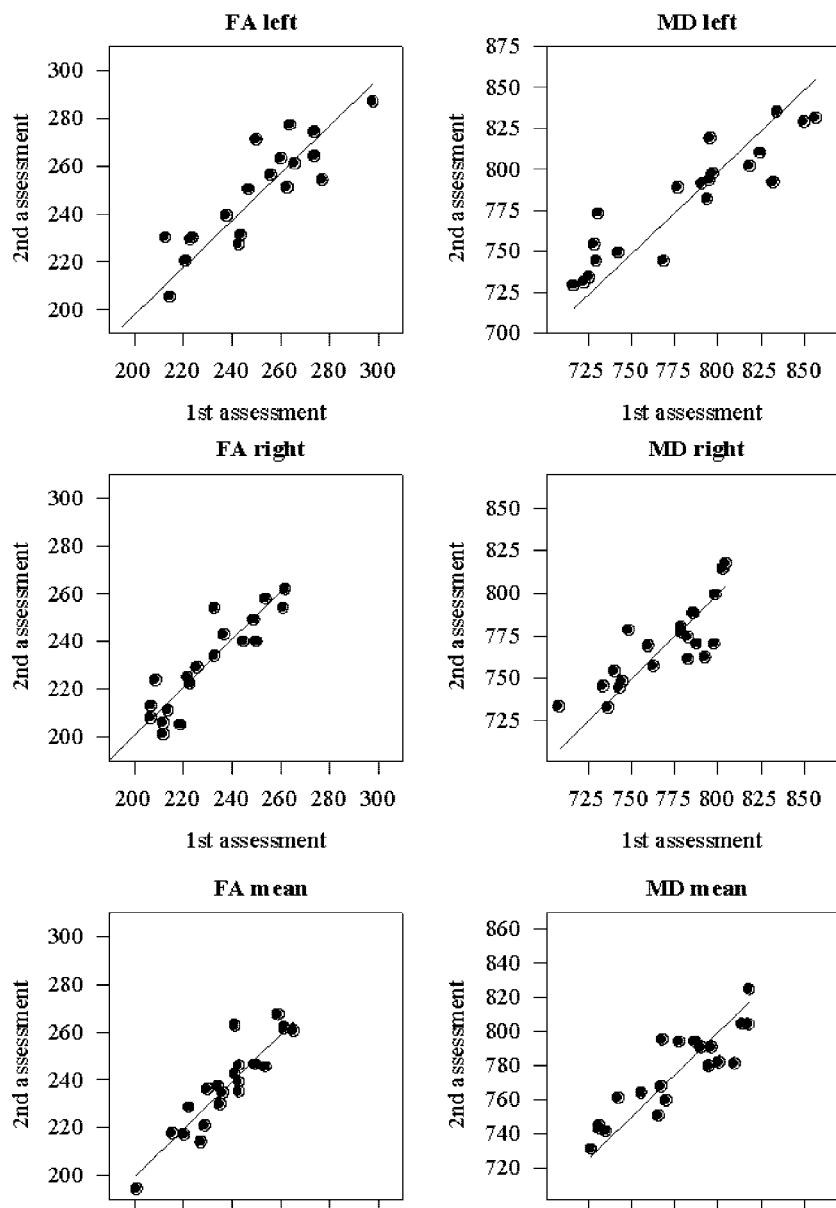 FA left
2nd assessment
300
280
260
240
220
200
200 220 240 260 280 300
1st assessment
MD left
2nd assessment
875
850
825
800
775
750
725
700
725 750 775 800 825 850
1st assessment
FA right
2nd assessment
300
280
260
240
220
200
200 220 240 260 280 300
1st assessment
MD right
2nd assessment
850
825
800
775
750
725
725 750 775 800 825 850
1st assessment
FA mean
2nd assessment
300
280
260
240
220
200
MD mean
2nd assessment
860
840
820
800
780
760
740
720